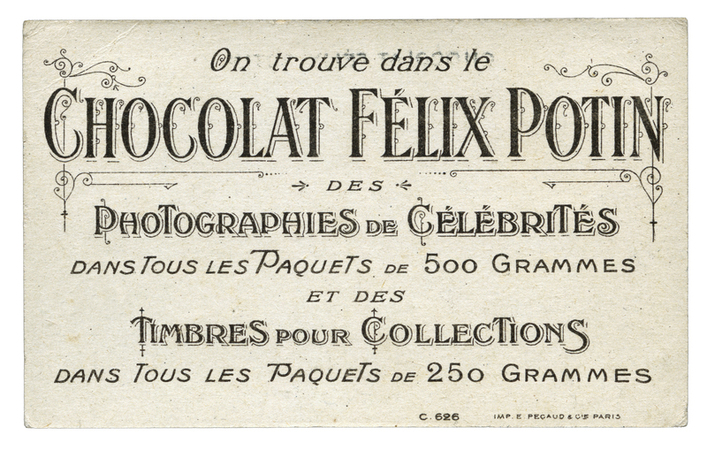 On trouve dans le
CHOCOLAT FÉLIX POTIN
DES
PHOTOGRAPHIES DE CÉLÉBRITÉS
DANS TOUS LES PAQUETS DE 500 GRAMMES
ET DES
TIMBRES POUR COLLECTIONS
DANS TOUS LES PAQUETS DE 250 GRAMMES
C. 626 IMP. E. PECAUD & CIE PARIS